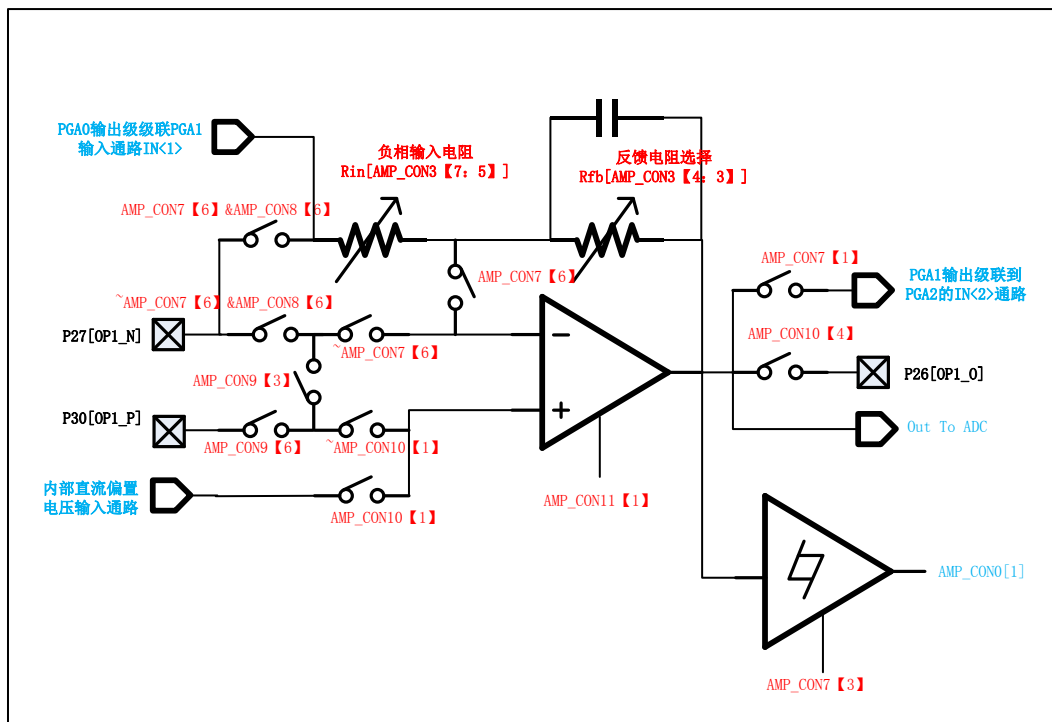 PGA0输出级级联PGA1
输入通路IN<1>
负相输入电阻
Rin[AMP_CON3【7：5】]
反馈电阻选择
Rfb[AMP_CON3【4：3】]
AMP_CON7【6】&AMP_CON8【6】
AMP_CON7【6】
AMP_CON7【1】
PGA1输出级联到
PGA2的IN<2>通路
~AMP_CON7【6】&AMP_CON8【6】
P27[OP1_N]
~AMP_CON7【6】
AMP_CON10【4】
P26[OP1_O]
AMP_CON9【3】
P30[OP1_P]
AMP_CON9【6】
~AMP_CON10【1】
Out To ADC
内部直流偏置
电压输入通路
AMP_CON10【1】
AMP_CON11【1】
AMP_CON0[1]
AMP_CON7【3】